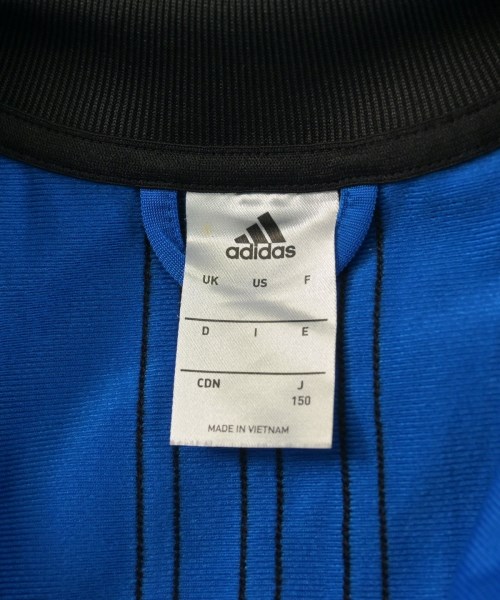 adidas
UK US F
D I E
CDN J
150
MADE IN VIETNAM